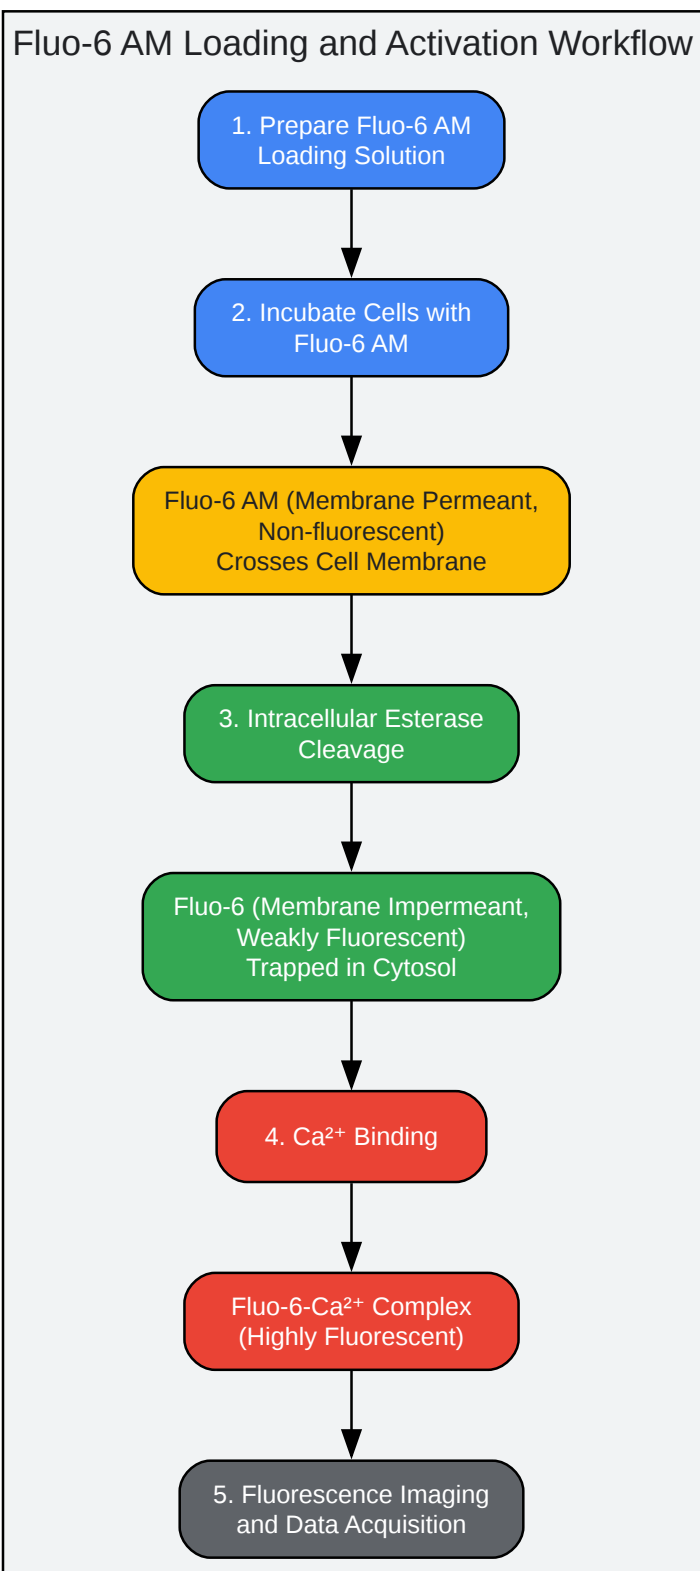 Fluo-6 AM Loading and Activation Workflow
1. Prepare Fluo-6 AM
Loading Solution
2. Incubate Cells with
Fluo-6 AM
Fluo-6 AM (Membrane Permeant,
Non-fluorescent)
Crosses Cell Membrane
3. Intracellular Esterase
Cleavage
Fluo-6 (Membrane Impermeant,
Weakly Fluorescent)
Trapped in Cytosol
4. Ca²⁺ Binding
Fluo-6-Ca²⁺ Complex
(Highly Fluorescent)
5. Fluorescence Imaging
and Data Acquisition